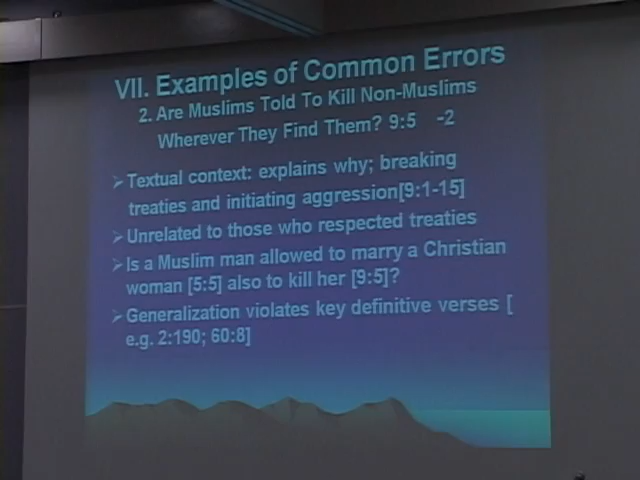 VII. Examples of Common Errors
2. Are Muslims Told To Kill Non-Muslims
Wherever They Find Them? 9:5 -2
➢Textual context: explains why; breaking
treaties and initiating aggression[9:1-15]
➢Unrelated to those who respected treaties
➢Is a Muslim man allowed to marry a Christian
woman [5:5] also to kill her [9:5]?
➢Generalization violates key definitive verses [
e.g. 2:190; 60:8]